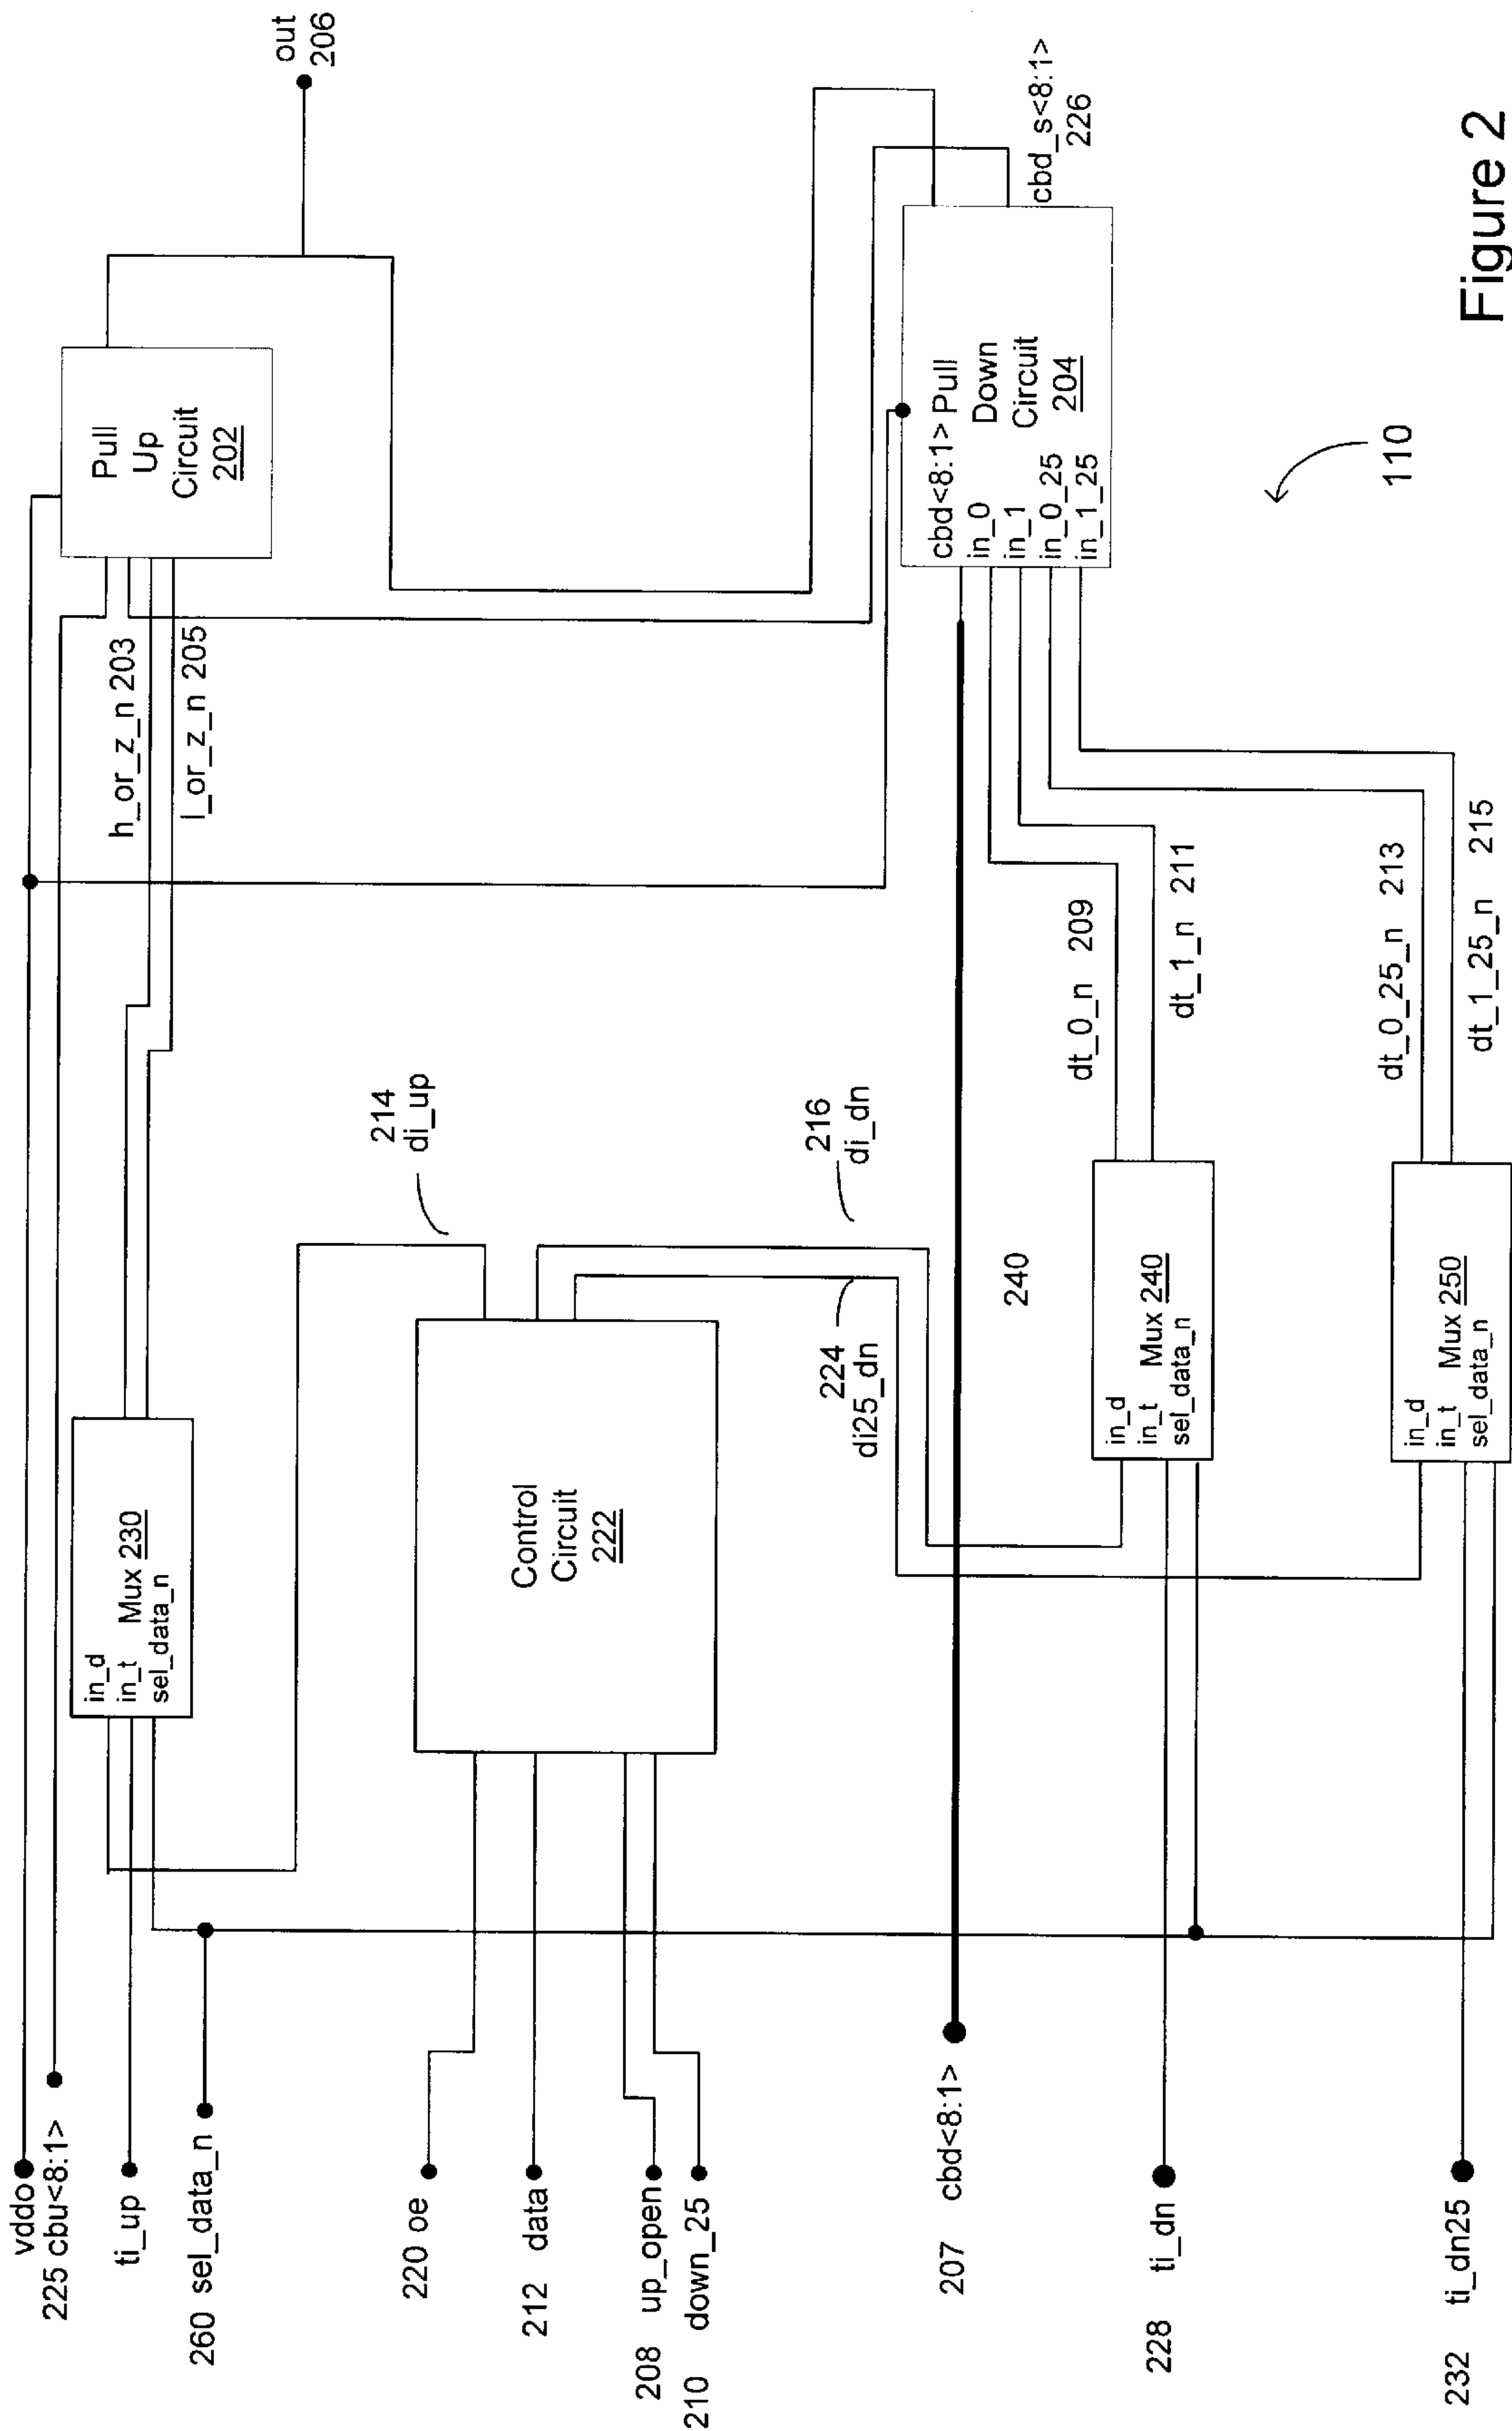 vddo
225 cbu<8:1>
ti_up
260 sel_data_n
220 oe
212 data
208 up_open
210 down_25
207 cbd<8:1>
228 ti_dn
232 ti_dn25
in_d
in_t Mux 230
sel_data_n
Control
Circuit
222
in_d
in_t Mux 240
sel_data_n
in_d
in_t Mux 250
sel_data_n
214
di_up
216
di_dn
224
di25_dn
240
h_or_z_n 203
l_or_z_n 205
dt_0_n 209
dt_1_n 211
dt_0_25_n 213
dt_1_25_n 215
Pull
Up
Circuit
202
cbd<8:1> Pull
in_0 Down
in_1 Circuit
in_0_25 204
in_1_25
out
206
cbd_s<8:1>
226
110
Figure 2